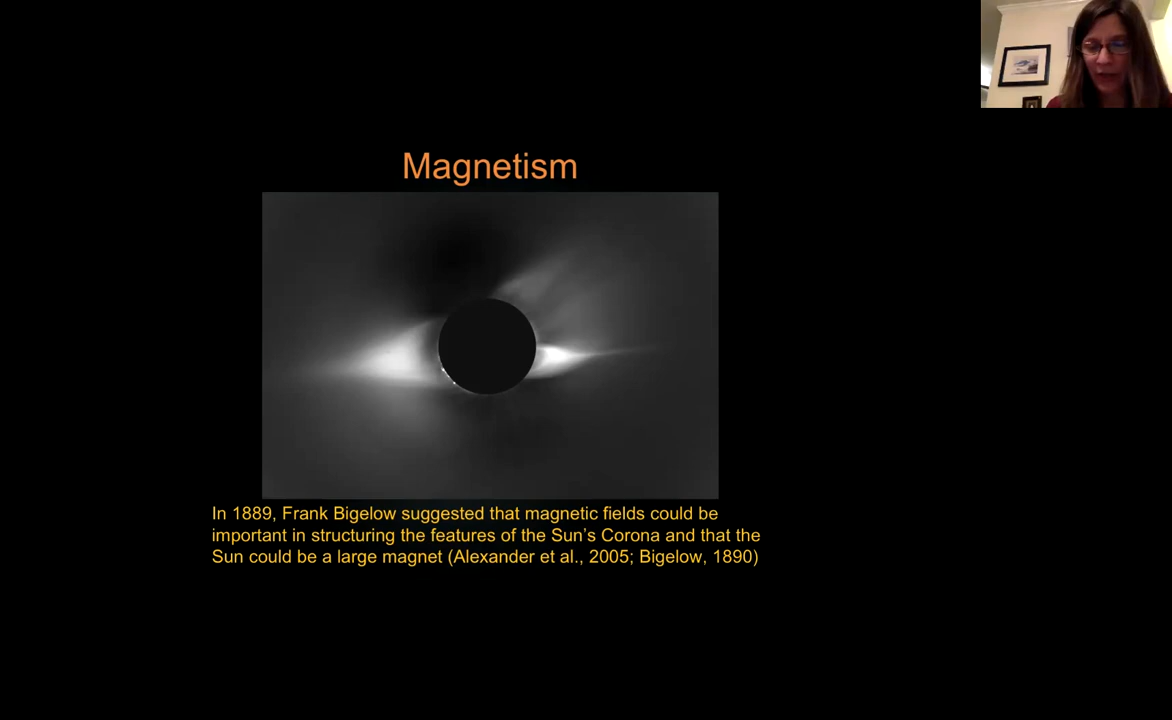 Magnetism
In 1889, Frank Bigelow suggested that magnetic fields could be
important in structuring the features of the Sun's Corona and that the
Sun could be a large magnet (Alexander et al., 2005; Bigelow, 1890)